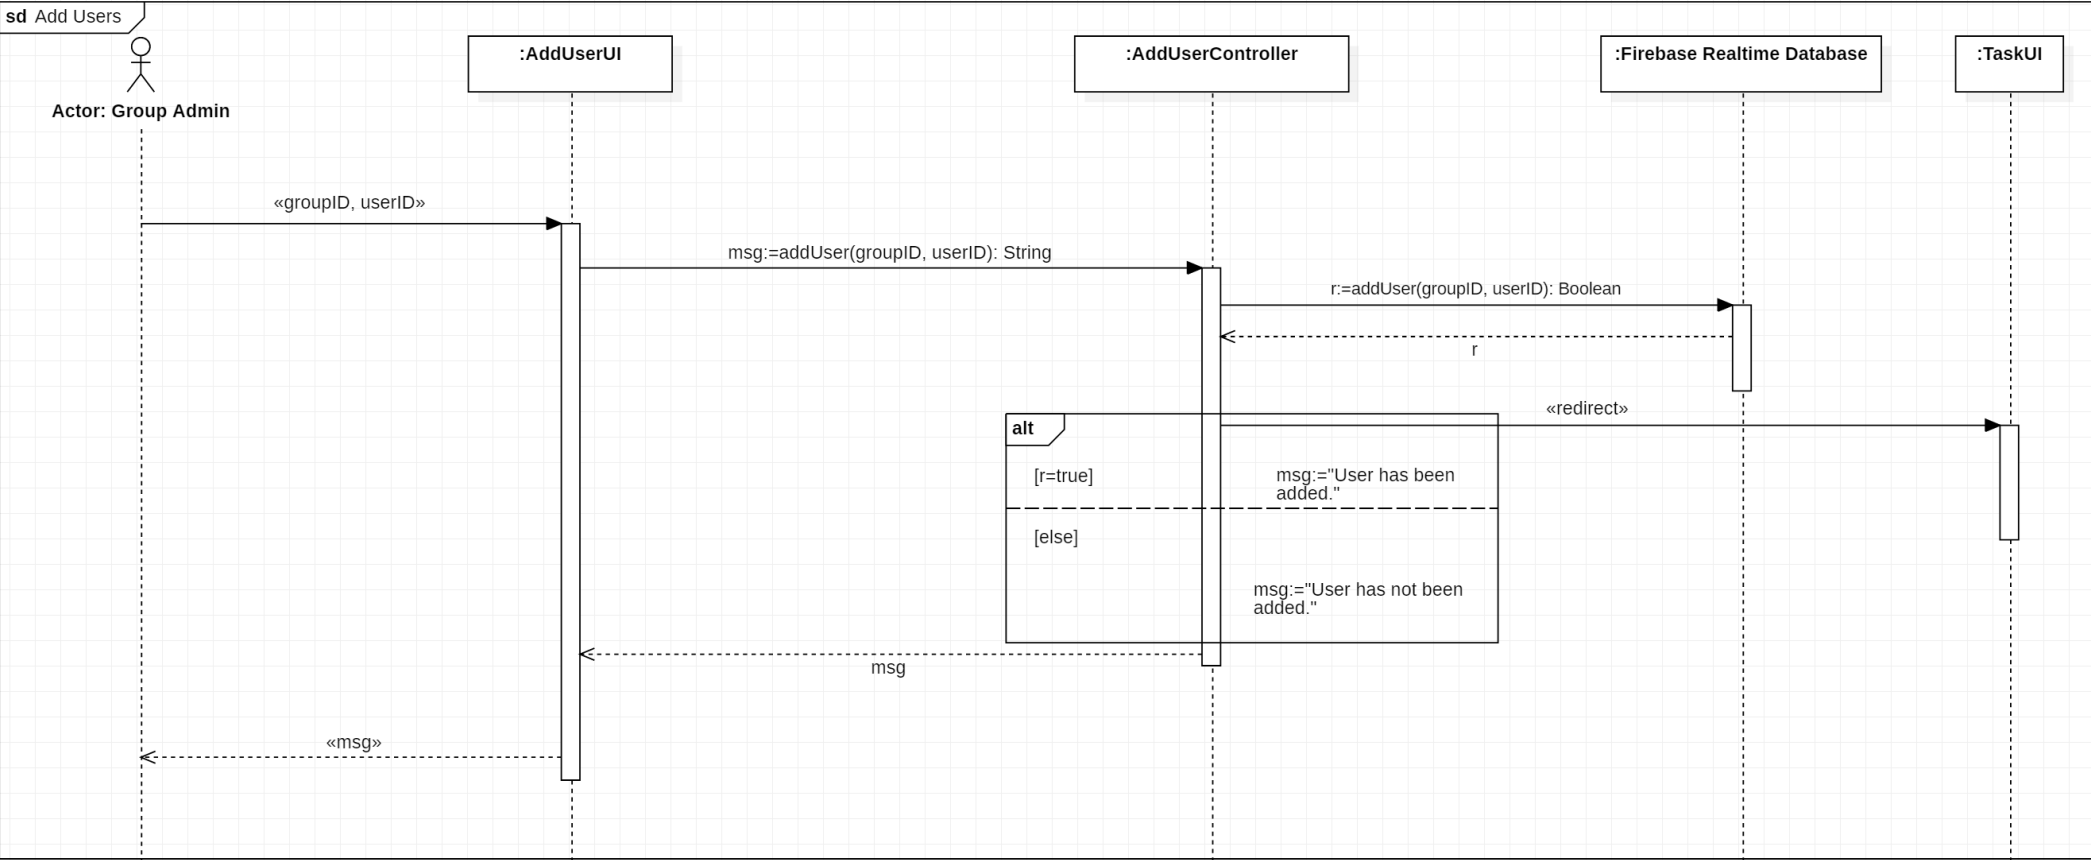 sd Add Users
:AddUserUI
:AddUserController
:Firebase Realtime Database
:TaskUI
Actor: Group Admin
«groupID, userID»
msg:=addUser(groupID, userID): String
r:=addUser(groupID, userID): Boolean
r
«redirect»
alt
[r=true]
msg:="User has been
added."
[else]
msg:="User has not been
added."
msg
«msg»